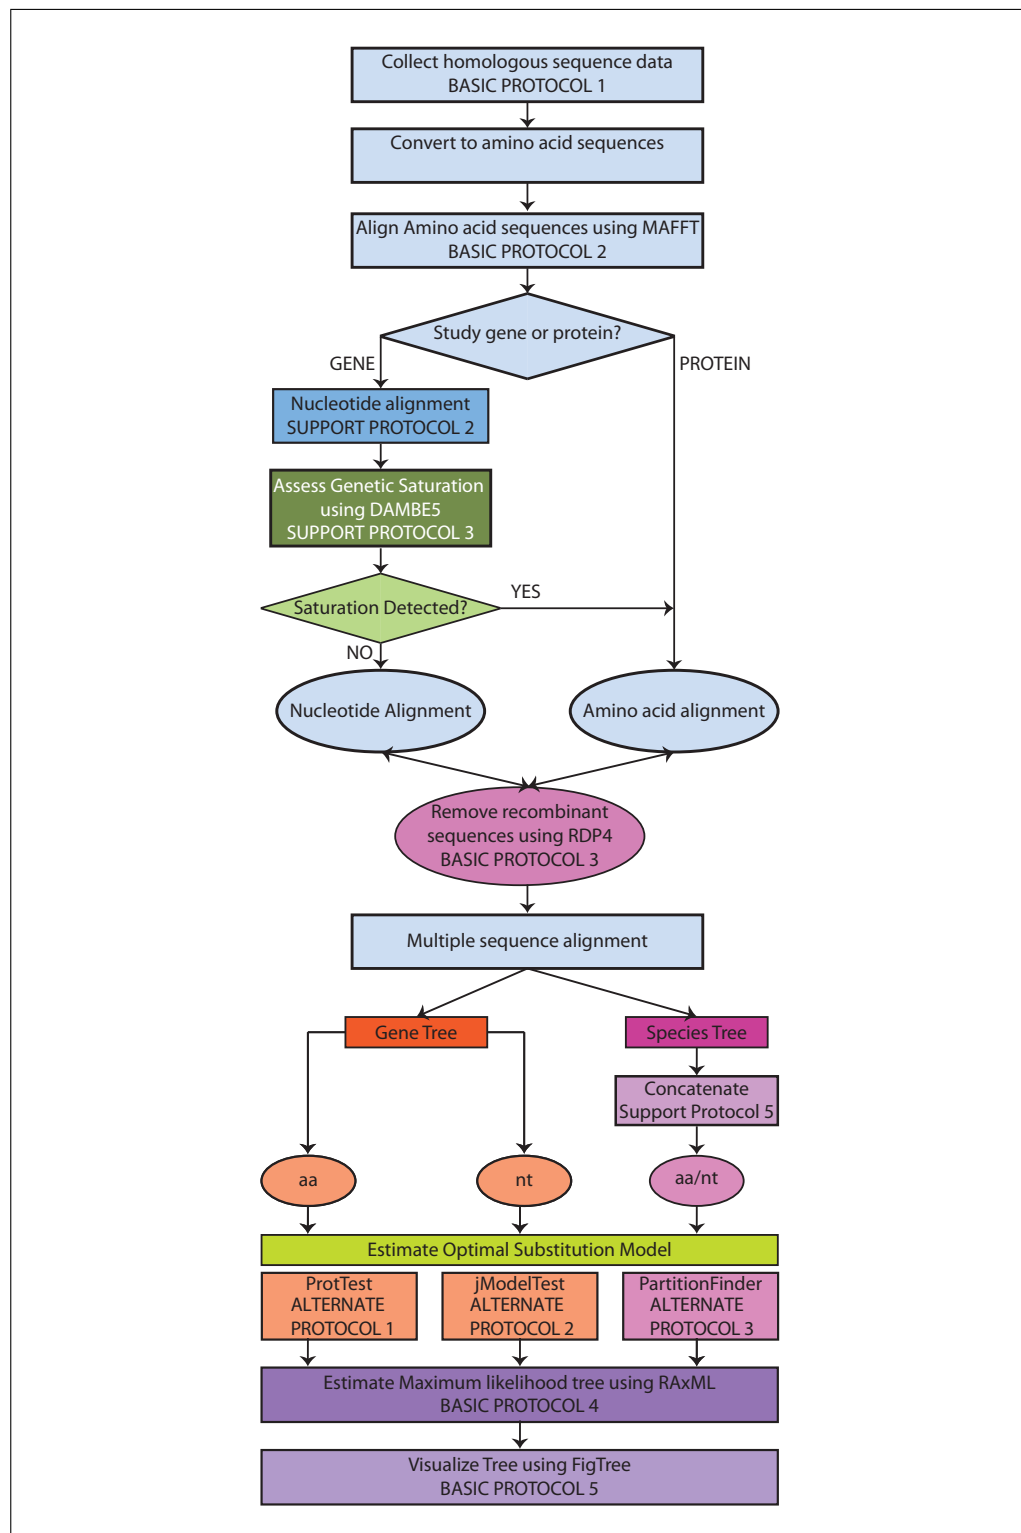 Collect homologous sequence data
BASIC PROTOCOL 1
Convert to amino acid sequences
Align Amino acid sequences using MAFFT
BASIC PROTOCOL 2
Study gene or protein?
GENE
PROTEIN
Nucleotide alignment
SUPPORT PROTOCOL 2
Assess Genetic Saturation
using DAMBE5
SUPPORT PROTOCOL 3
Saturation Detected?
YES
NO
Nucleotide Alignment
Amino acid alignment
Remove recombinant
sequences using RDP4
BASIC PROTOCOL 3
Multiple sequence alignment
Gene Tree
Species Tree
Concatenate
Support Protocol 5
aa
nt
aa/nt
Estimate Optimal Substitution Model
ProtTest
ALTERNATE
PROTOCOL 1
jModelTest
ALTERNATE
PROTOCOL 2
PartitionFinder
ALTERNATE
PROTOCOL 3
Estimate Maximum likelihood tree using RAxML
BASIC PROTOCOL 4
Visualize Tree using FigTree
BASIC PROTOCOL 5